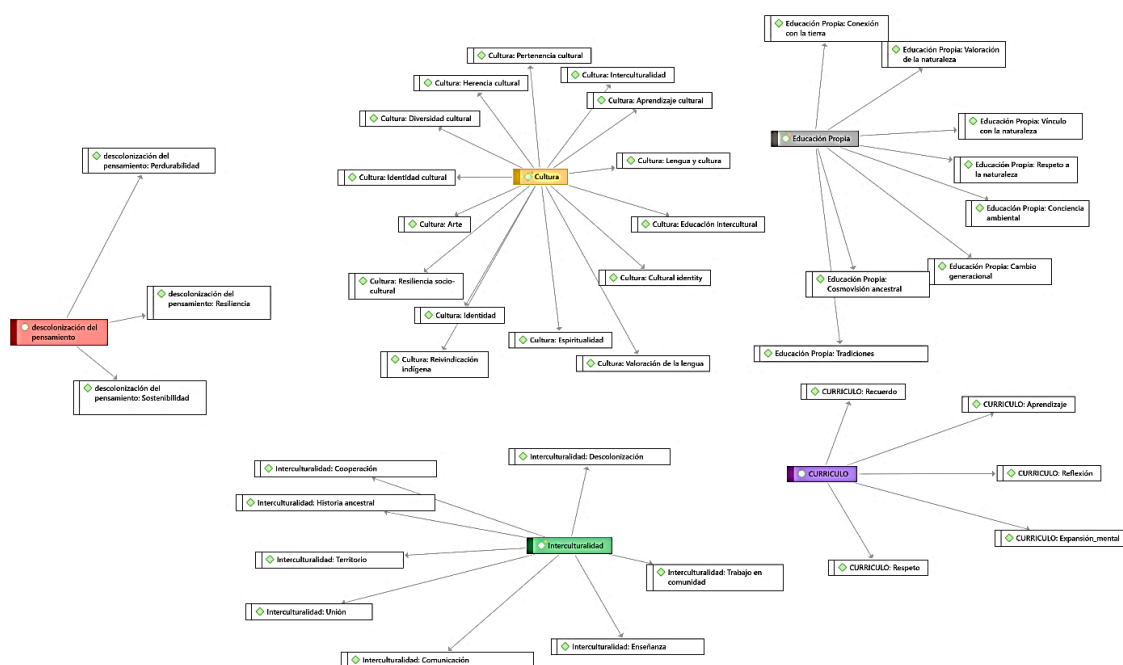 descolonización del
pensamiento: Perdurabilidad
descolonización del
pensamiento: Resiliencia
descolonización del
pensamiento
descolonización del
pensamiento: Sostenibilidad
Cultura: Pertenencia cultural
Cultura: Herencia cultural
Cultura: Interculturalidad
Cultura: Aprendizaje cultural
Cultura: Diversidad cultural
Cultura: Lengua y cultura
Cultura: Identidad cultural
Cultura
Cultura: Arte
Cultura: Educación Intercultural
Cultura: Resiliencia socio-
cultural
Cultura: Cultural identity
Cultura: Identidad
Cultura: Espiritualidad
Cultura: Reivindicación
indígena
Cultura: Valoración de la lengua
Educación Propia: Conexión
con la tierra
Educación Propia: Valoración
de la naturaleza
Educación Propia: Vínculo
con la naturaleza
Educación Propia
Educación Propia: Respeto a
la naturaleza
Educación Propia: Conciencia
ambiental
Educación Propia: Cambio
generacional
Educación Propia:
Cosmovisión ancestral
Educación Propia: Tradiciones
Interculturalidad: Descolonización
Interculturalidad: Cooperación
Interculturalidad: Historia ancestral
Interculturalidad
Interculturalidad: Territorio
Interculturalidad: Trabajo en
comunidad
Interculturalidad: Unión
Interculturalidad: Enseñanza
Interculturalidad: Comunicación
CURRICULO: Recuerdo
CURRICULO: Aprendizaje
CURRICULO
CURRICULO: Reflexión
CURRICULO: Expansión_mental
CURRICULO: Respeto